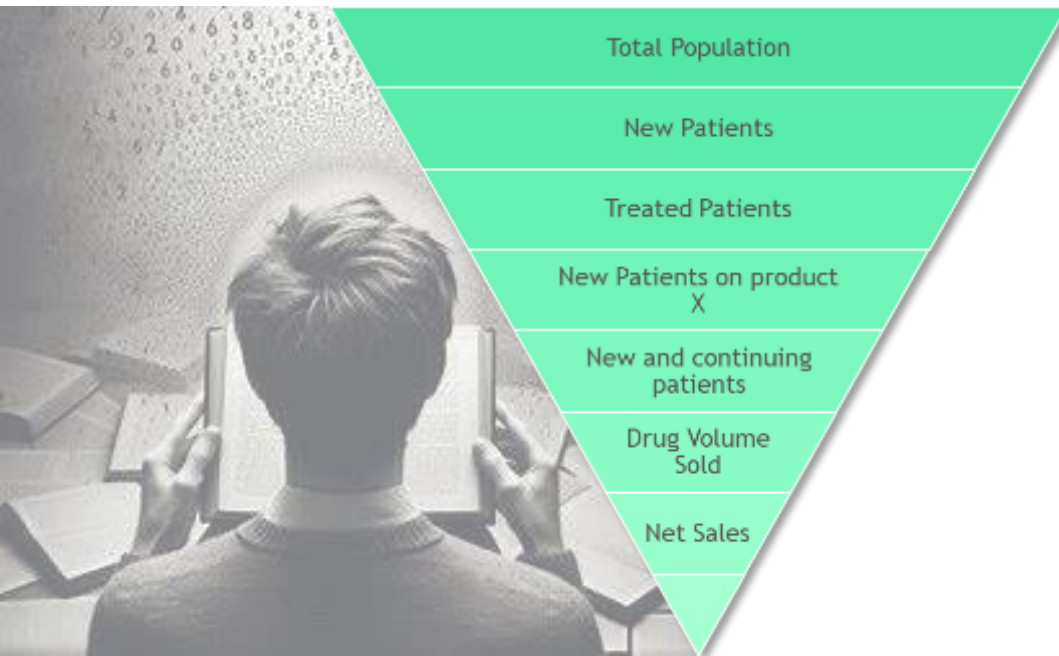 Total Population
New Patients
Treated Patients
New Patients on product
X
New and continuing
patients
Drug Volume
Sold
Net Sales